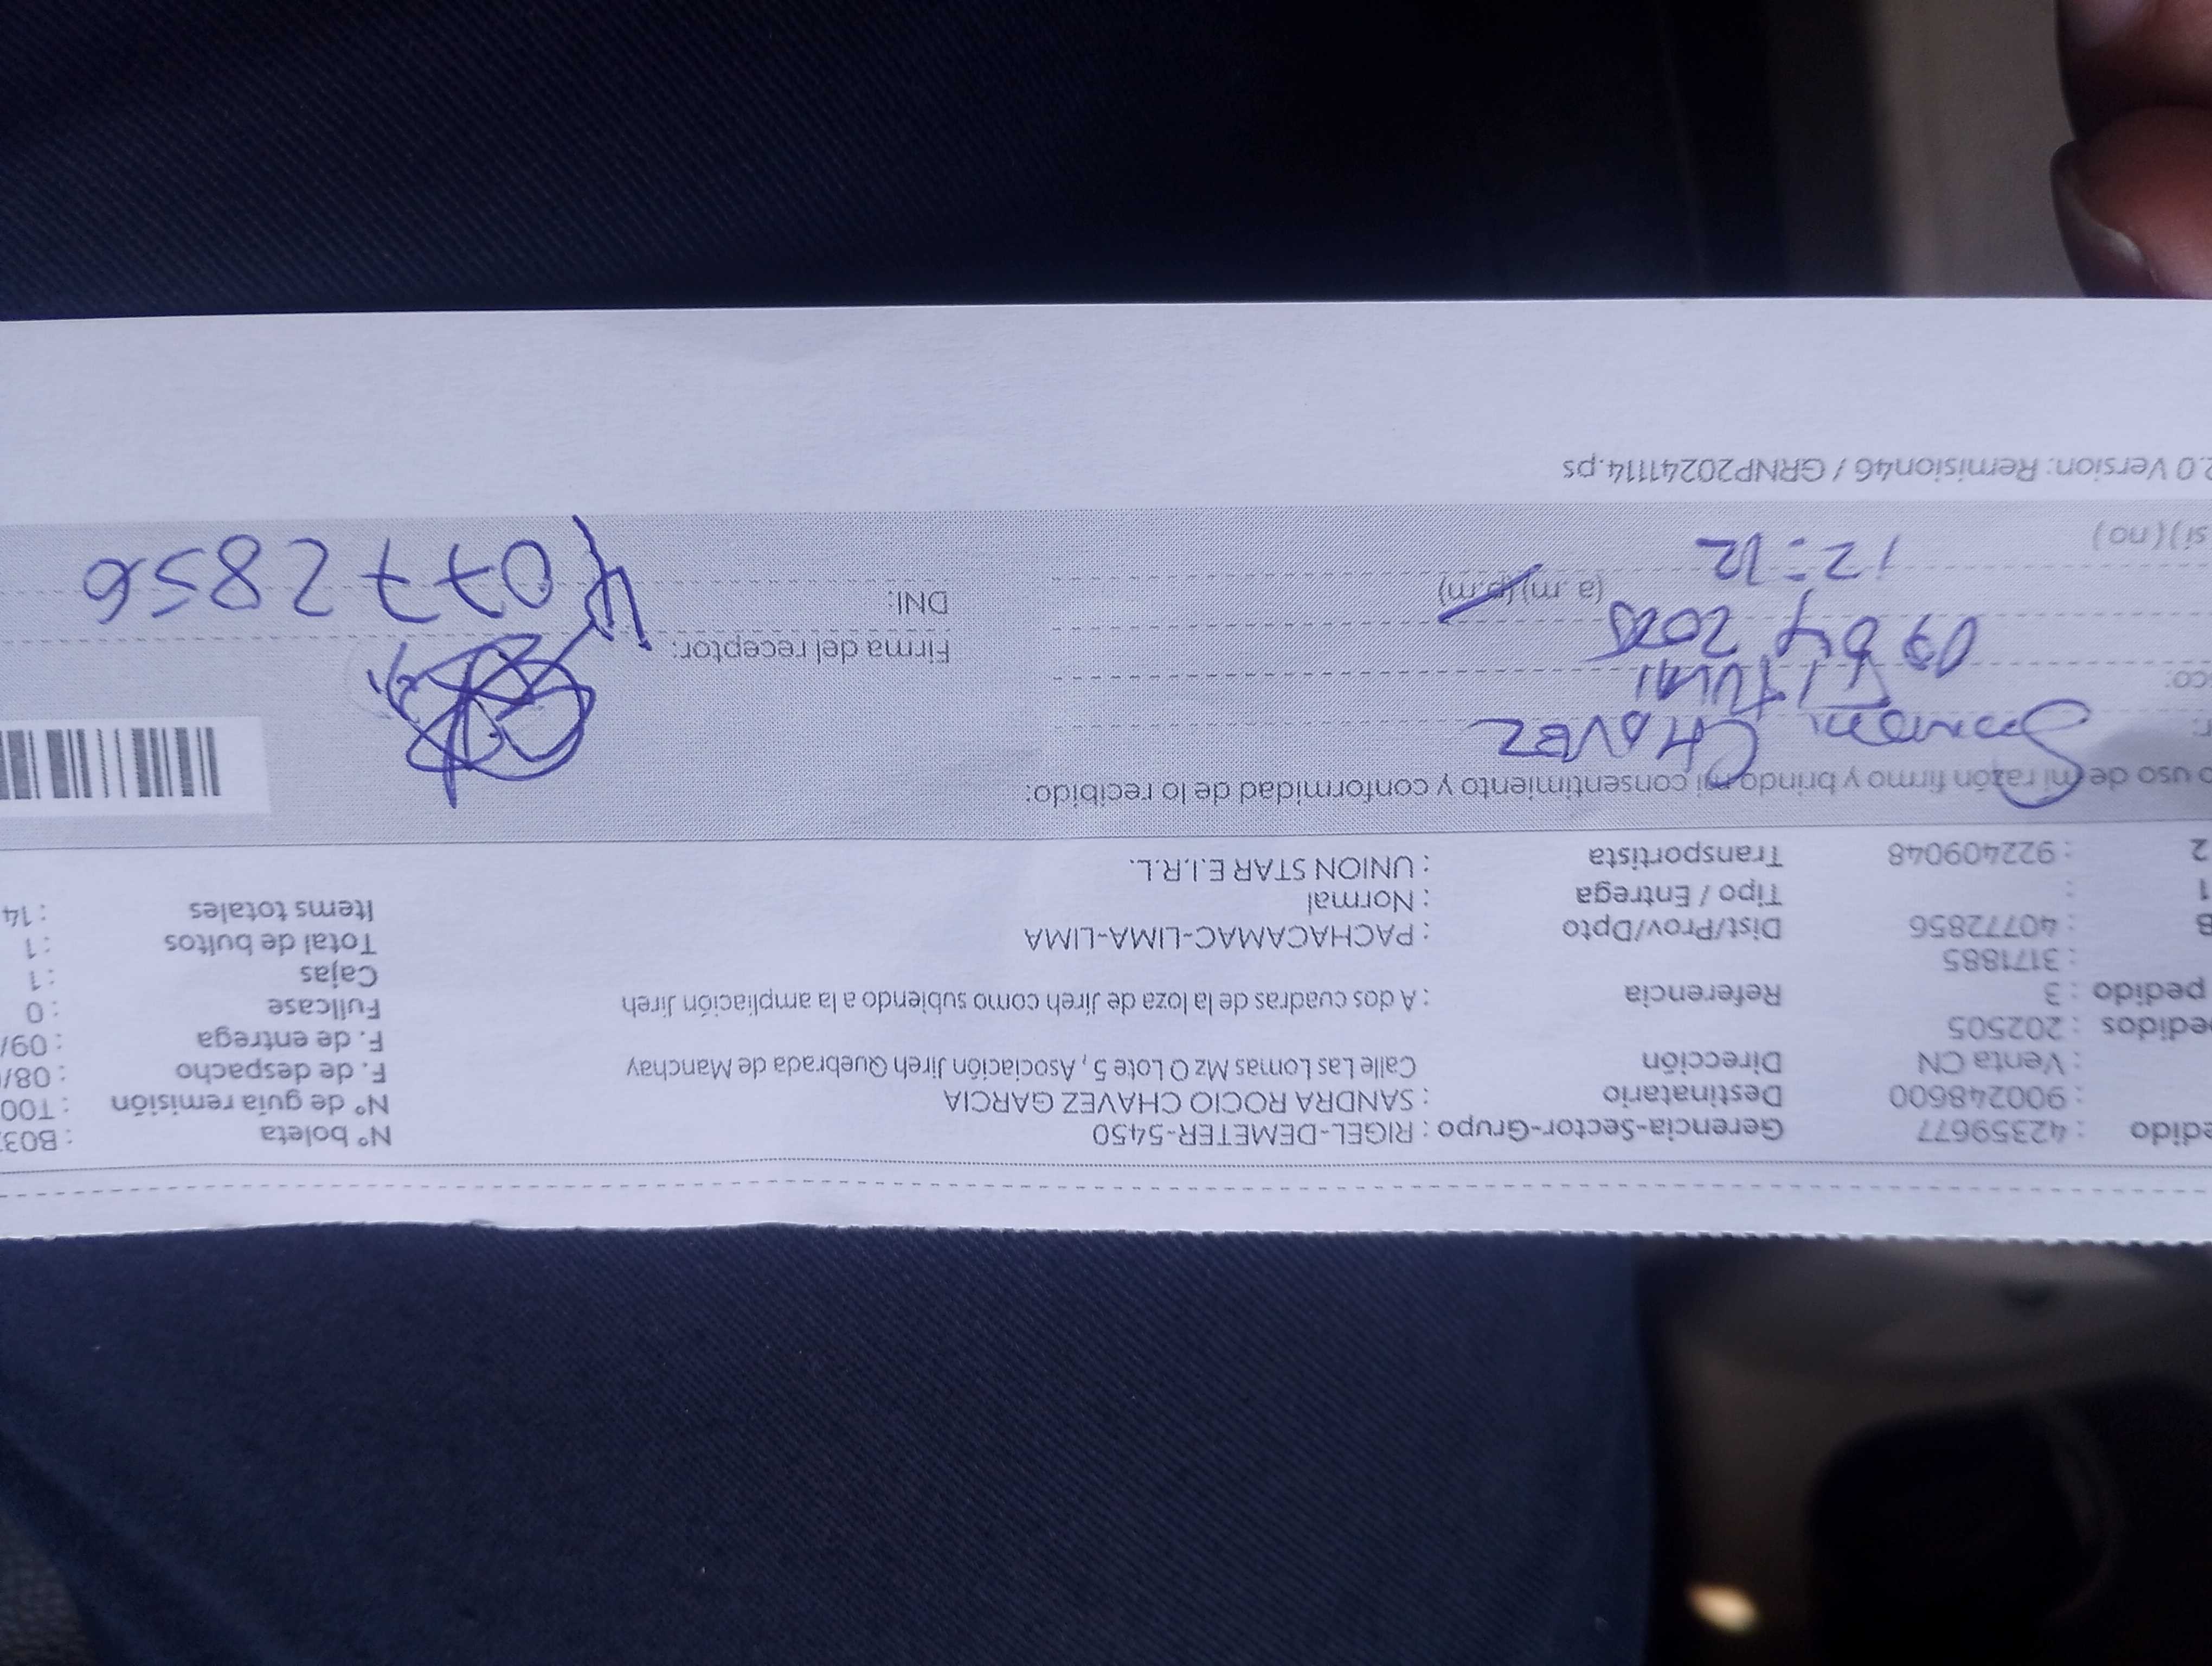 edido : 42359677 Gerencia-Sector-Grupo : RIGEL-DEMETER-5450 N° boleta : B03
: 900248600 Destinatario : SANDRA ROCIO CHAVEZ GARCIA N° de guía remisión : T00
: Venta CN Dirección Calle Las Lomas Mz O Lote 5 , Asociación Jireh Quebrada de Manchay F. de despacho : 08/
edidos : 202505 F. de entrega : 09/
pedido : 3 Referencia : A dos cuadras de la loza de Jireh como subiendo a la ampliación Jireh Fullcase : 0
: 3171885 Cajas : 1
B : 40772856 Dist/Prov/Dpto : PACHACAMAC-LIMA-LIMA Total de bultos : 1
1 : Tipo / Entrega : Normal Items totales : 14
2 : 922409048 Transportista : UNION STAR E.I.R.L.
o uso de mi razón firmo y brindo mi consentimiento y conformidad de lo recibido:
r: CHAVEZ
co: Firma del receptor:
2025
(a.m)(p.m) DNI: 40772856
12:12
si)(no)
2.0 Version: Remision46 / GRNP20241114.ps